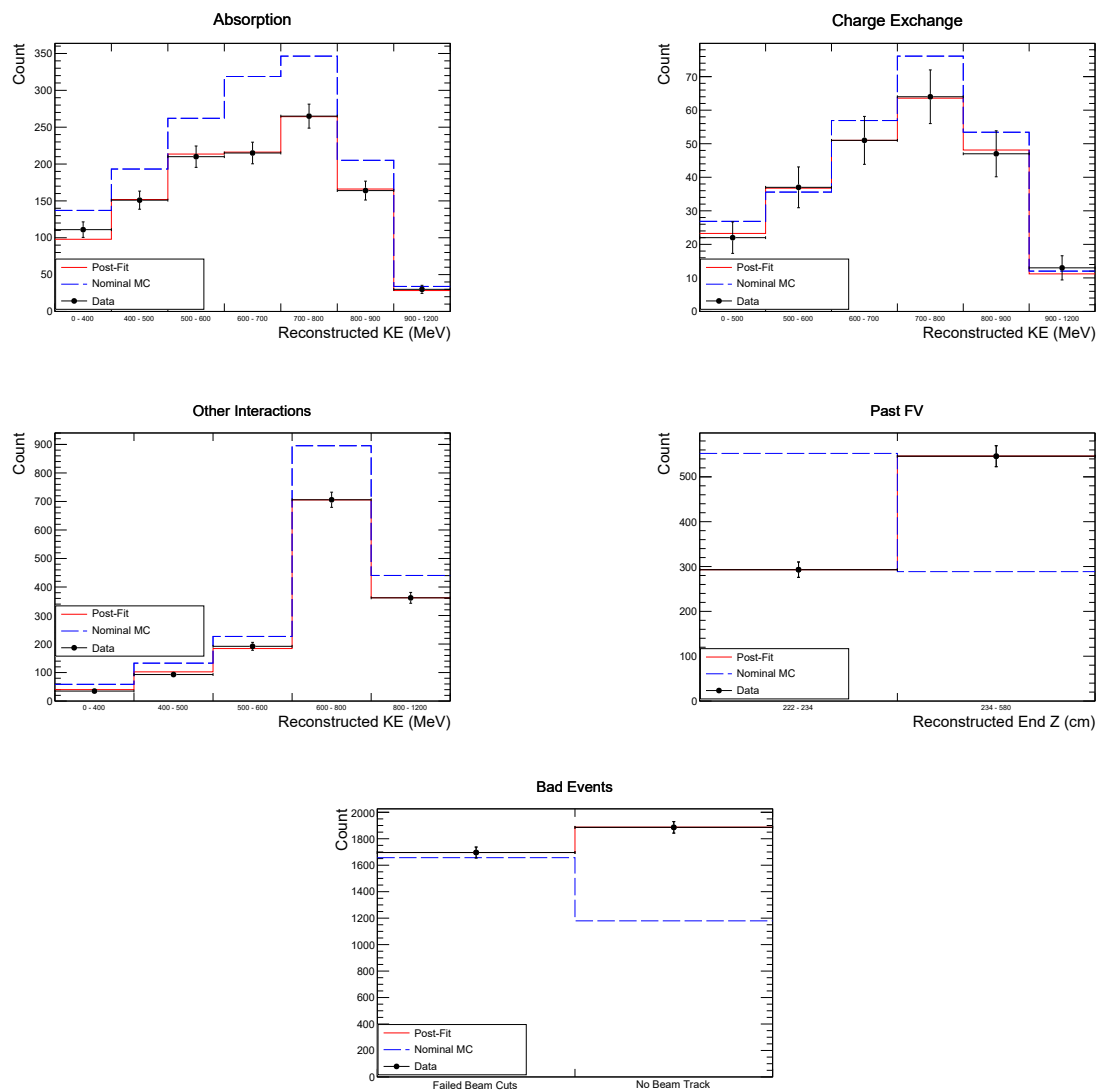 Absorption
Count
350
300
250
200
150
100
50
0
Post-Fit
Nominal MC
Data
0 - 400
400 - 500
500 - 600
600 - 700
700 - 800
800 - 900
900 - 1200
Reconstructed KE (MeV)
Charge Exchange
Count
70
60
50
40
30
20
10
0
Post-Fit
Nominal MC
Data
0 - 500
500 - 600
600 - 700
700 - 800
800 - 900
900 - 1200
Reconstructed KE (MeV)
Other Interactions
Count
900
800
700
600
500
400
300
200
100
0
Post-Fit
Nominal MC
Data
0 - 400
400 - 500
500 - 600
600 - 800
800 - 1200
Reconstructed KE (MeV)
Past FV
Count
500
400
300
200
100
0
Post-Fit
Nominal MC
Data
222 - 234
234 - 580
Reconstructed End Z (cm)
Bad Events
Count
2000
1800
1600
1400
1200
1000
800
600
400
200
0
Post-Fit
Nominal MC
Data
Failed Beam Cuts
No Beam Track